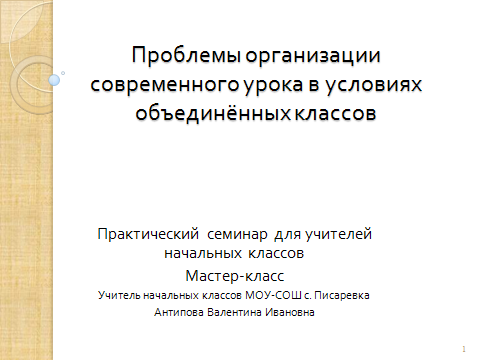 Проблемы организации
современного урока в условиях
объединённых классов
Практический семинар для учителей
начальных классов
Мастер-класс
Учитель начальных классов МОУ-СОШ с. Писаревка
Антипова Валентина Ивановна
1